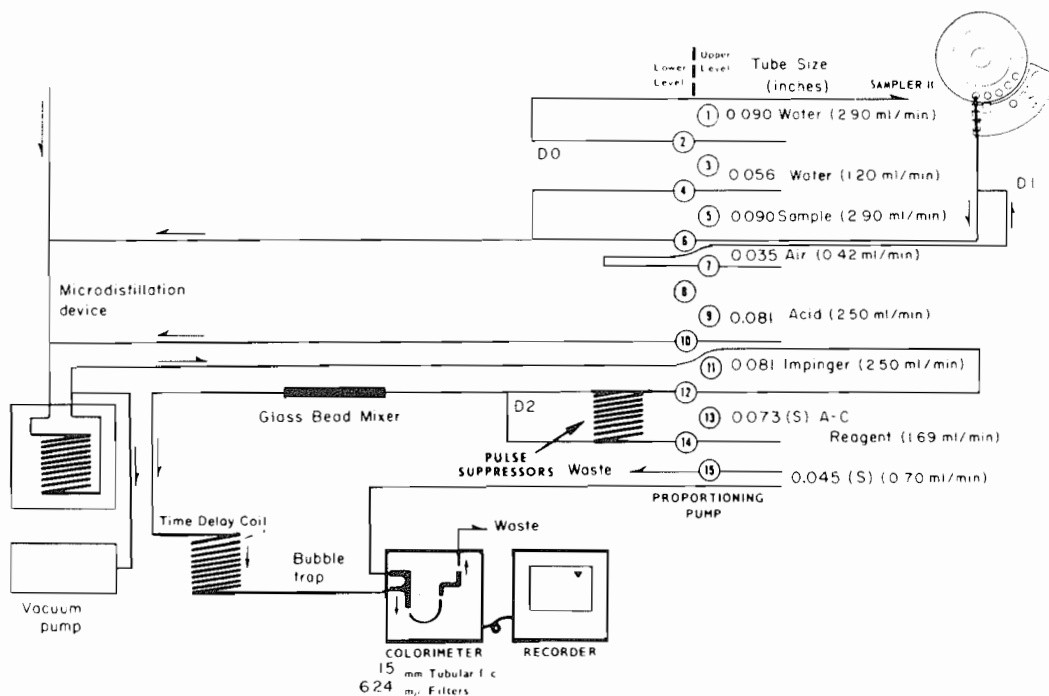 Lower
Level
Upper
Level
Tube Size
(inches)
SAMPLER II
1 0.090 Water (2.90 ml/min)
2
D0
3
0.056 Water (1.20 ml/min)
4
D1
5 0.090 Sample (2.90 ml/min)
6
0.035 Air (0.42 ml/min)
7
8
Microdistillation
device
9 0.081 Acid (2.50 ml/min)
10
11 0.081 Impinger (2.50 ml/min)
12
Glass Bead Mixer
D2
13 0.073 (S) A-C
14 Reagent (1.69 ml/min)
PULSE
SUPPRESSORS
Waste
15
0.045 (S) (0.70 ml/min)
PROPORTIONING
PUMP
Time Delay Coil
Waste
Bubble
trap
Vacuum
pump
COLORIMETER
RECORDER
15 mm Tubular f c
624 mµ Filters